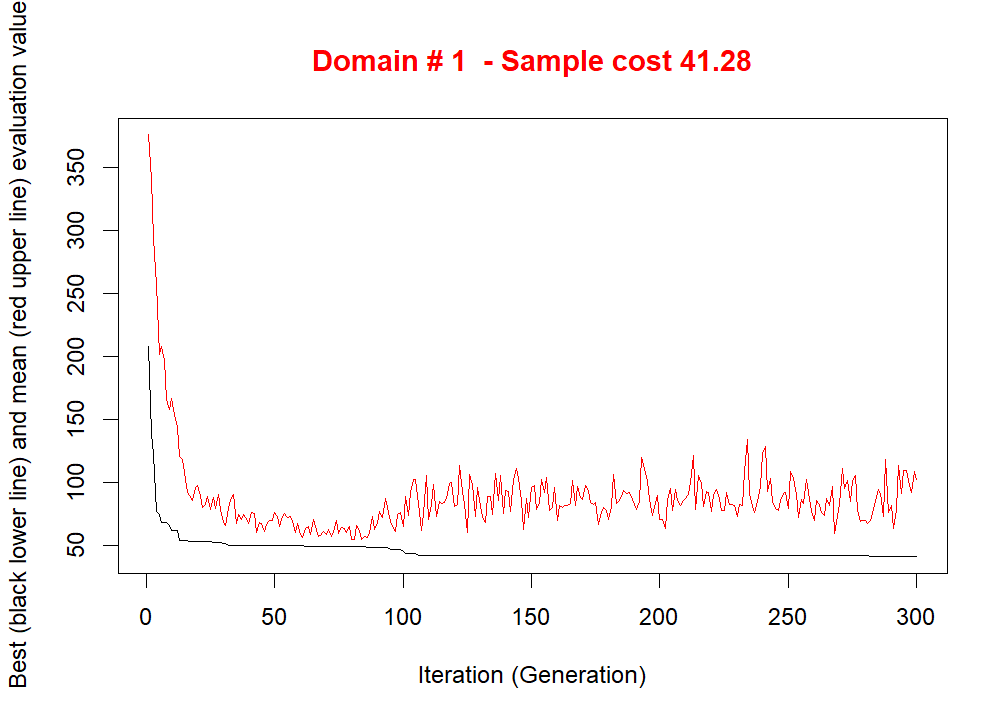 Domain # 1  - Sample cost 41.28
Best (black lower line) and mean (red upper line) evaluation value
350
300
250
200
150
100
50
0 50 100 150 200 250 300
Iteration (Generation)